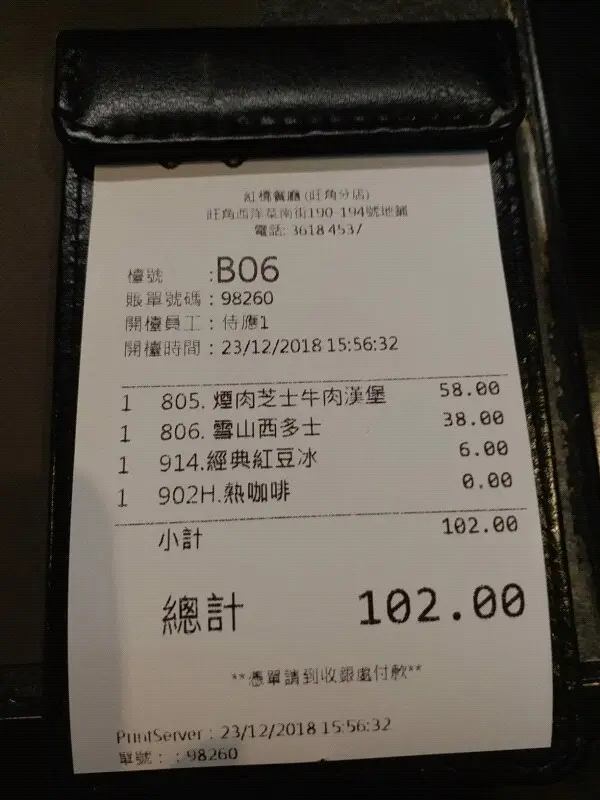 紅磚餐廳 (旺角分店)
旺角西洋菜南街190-194號地鋪
電話: 3618 4537
檯號 :B06
賬單號碼 : 98260
開檯員工 : 侍應1
開檯時間 : 23/12/2018 15:56:32
1 805. 煙肉芝士牛肉漢堡 58.00
1 806. 雪山西多士 38.00
1 914.經典紅豆冰 6.00
1 902H.熱咖啡 0.00
小計 102.00
總計 102.00
**憑單請到收銀處付款**
PrintServer : 23/12/2018 15:56:32
單號 : : 98260